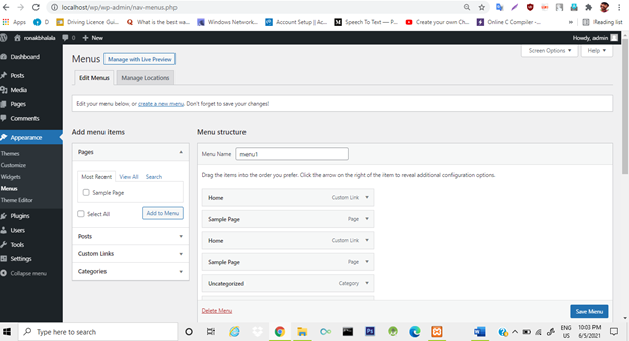 localhost/wp/wp-admin/nav-menus.php
Apps
Driving Licence Guid...
What is the best wa...
Windows Network...
Account Setup || Ac...
Speech To Text — P...
Create your own Ch...
Online C Compiler -...
Reading list
ronakbhalala
0
New
Howdy, admin
Dashboard
Posts
Media
Pages
Comments
Appearance
Themes
Customize
Widgets
Menus
Theme Editor
Plugins
Users
Tools
Settings
Collapse menu
Menus
Manage with Live Preview
Screen Options
Help
Edit Menus
Manage Locations
Edit your menu below, or create a new menu. Don't forget to save your changes!
Add menu items
Pages
Most Recent
View All
Search
Sample Page
Select All
Add to Menu
Posts
Custom Links
Categories
Menu structure
Menu Name
menu1
Drag the items into the order you prefer. Click the arrow on the right of the item to reveal additional configuration options.
Home Custom Link
Sample Page Page
Home Custom Link
Sample Page Page
Uncategorized Category
Delete Menu
Save Menu
Type here to search
ENG
US
10:03 PM
6/5/2021